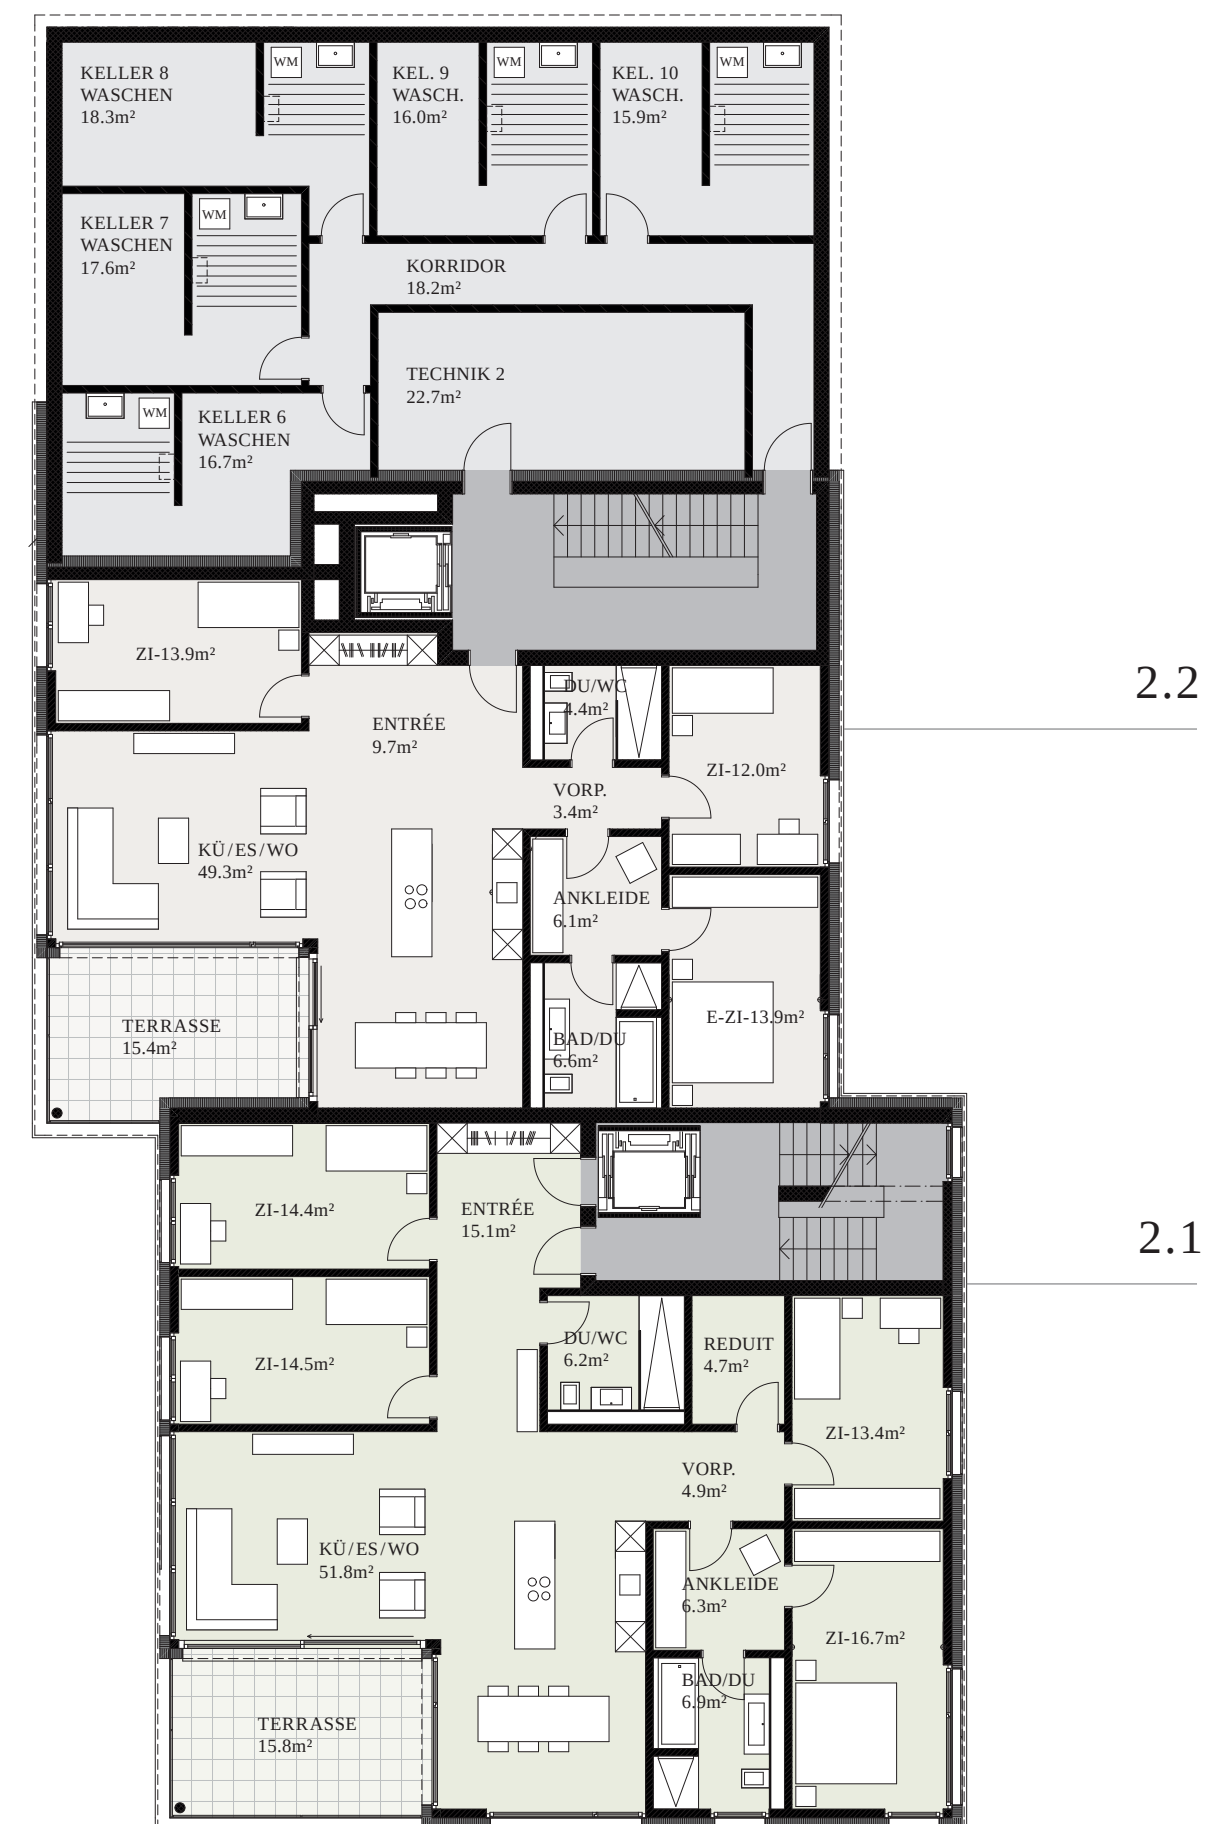 KELLER 8
WASCHEN
18.3m²
WM
KEL. 9
WASCH.
16.0m²
WM
KEL. 10
WASCH.
15.9m²
WM
KELLER 7
WASCHEN
17.6m²
WM
KORRIDOR
18.2m²
TECHNIK 2
22.7m²
WM
KELLER 6
WASCHEN
16.7m²
ZI-13.9m²
DU/WC
4.4m²
2.2
ENTRÉE
9.7m²
ZI-12.0m²
VORP.
3.4m²
KÜ/ES/WO
49.3m²
ANKLEIDE
6.1m²
E-ZI-13.9m²
TERRASSE
15.4m²
BAD/DU
6.6m²
ZI-14.4m²
ENTRÉE
15.1m²
2.1
DU/WC
6.2m²
REDUIT
4.7m²
ZI-14.5m²
ZI-13.4m²
VORP.
4.9m²
KÜ/ES/WO
51.8m²
ANKLEIDE
6.3m²
ZI-16.7m²
BAD/DU
6.9m²
TERRASSE
15.8m²